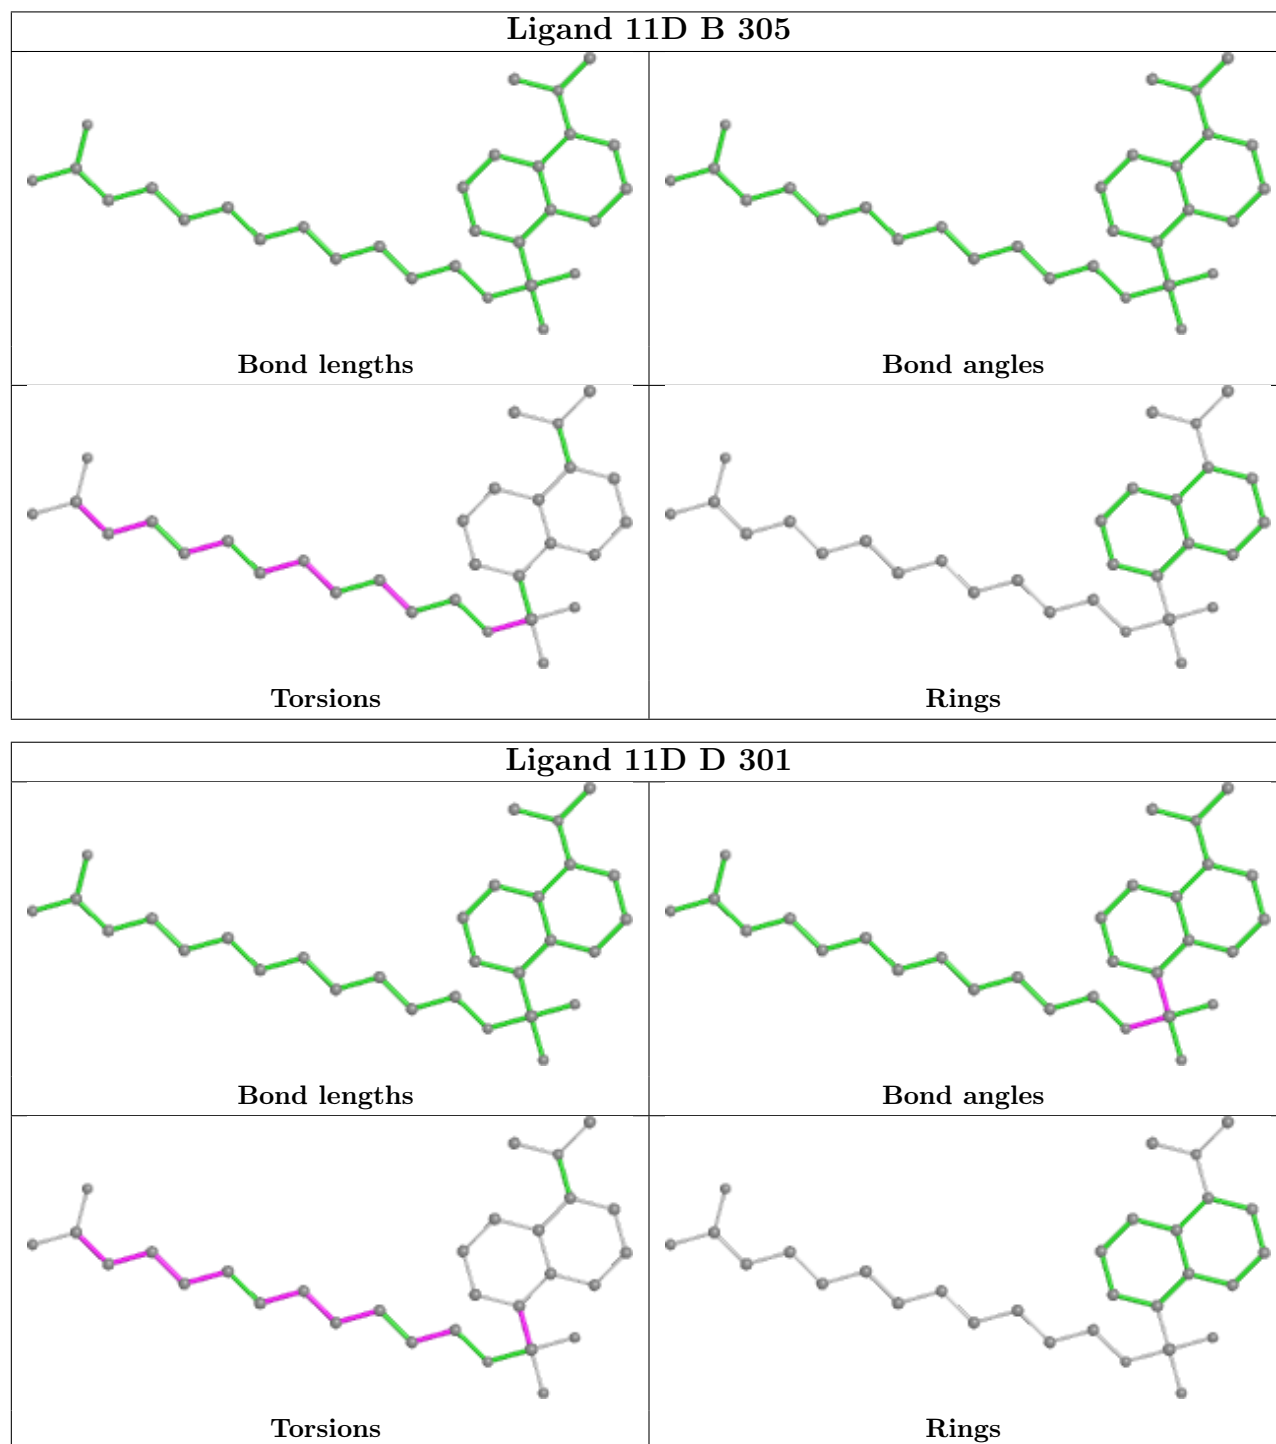 Ligand 11D B 305
Bond lengths
Bond angles
Torsions
Rings
Ligand 11D D 301
Bond lengths
Bond angles
Torsions
Rings